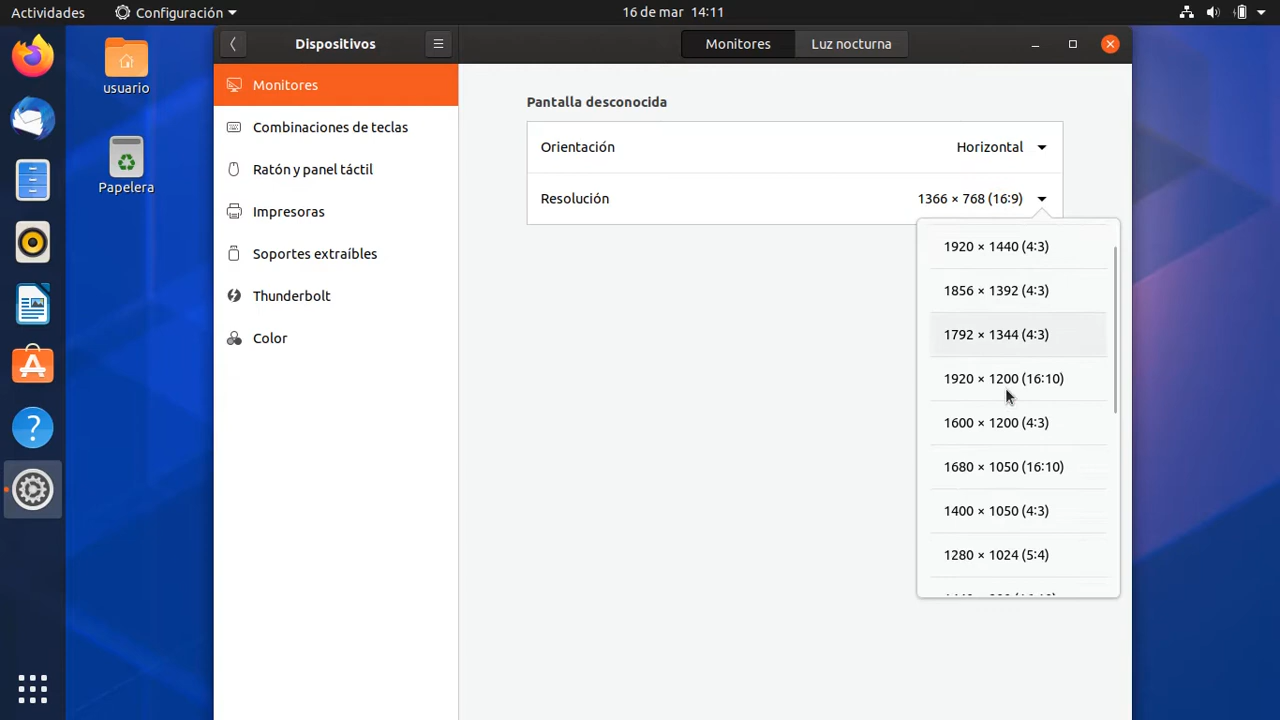 Actividades
Configuración
16 de mar 14:11
Dispositivos
Monitores
Luz nocturna
usuario
Papelera
Monitores
Combinaciones de teclas
Ratón y panel táctil
Impresoras
Soportes extraíbles
Thunderbolt
Color
Pantalla desconocida
Orientación
Horizontal
Resolución
1366 × 768 (16:9)
1920 × 1440 (4:3)
1856 × 1392 (4:3)
1792 × 1344 (4:3)
1920 × 1200 (16:10)
1600 × 1200 (4:3)
1680 × 1050 (16:10)
1400 × 1050 (4:3)
1280 × 1024 (5:4)